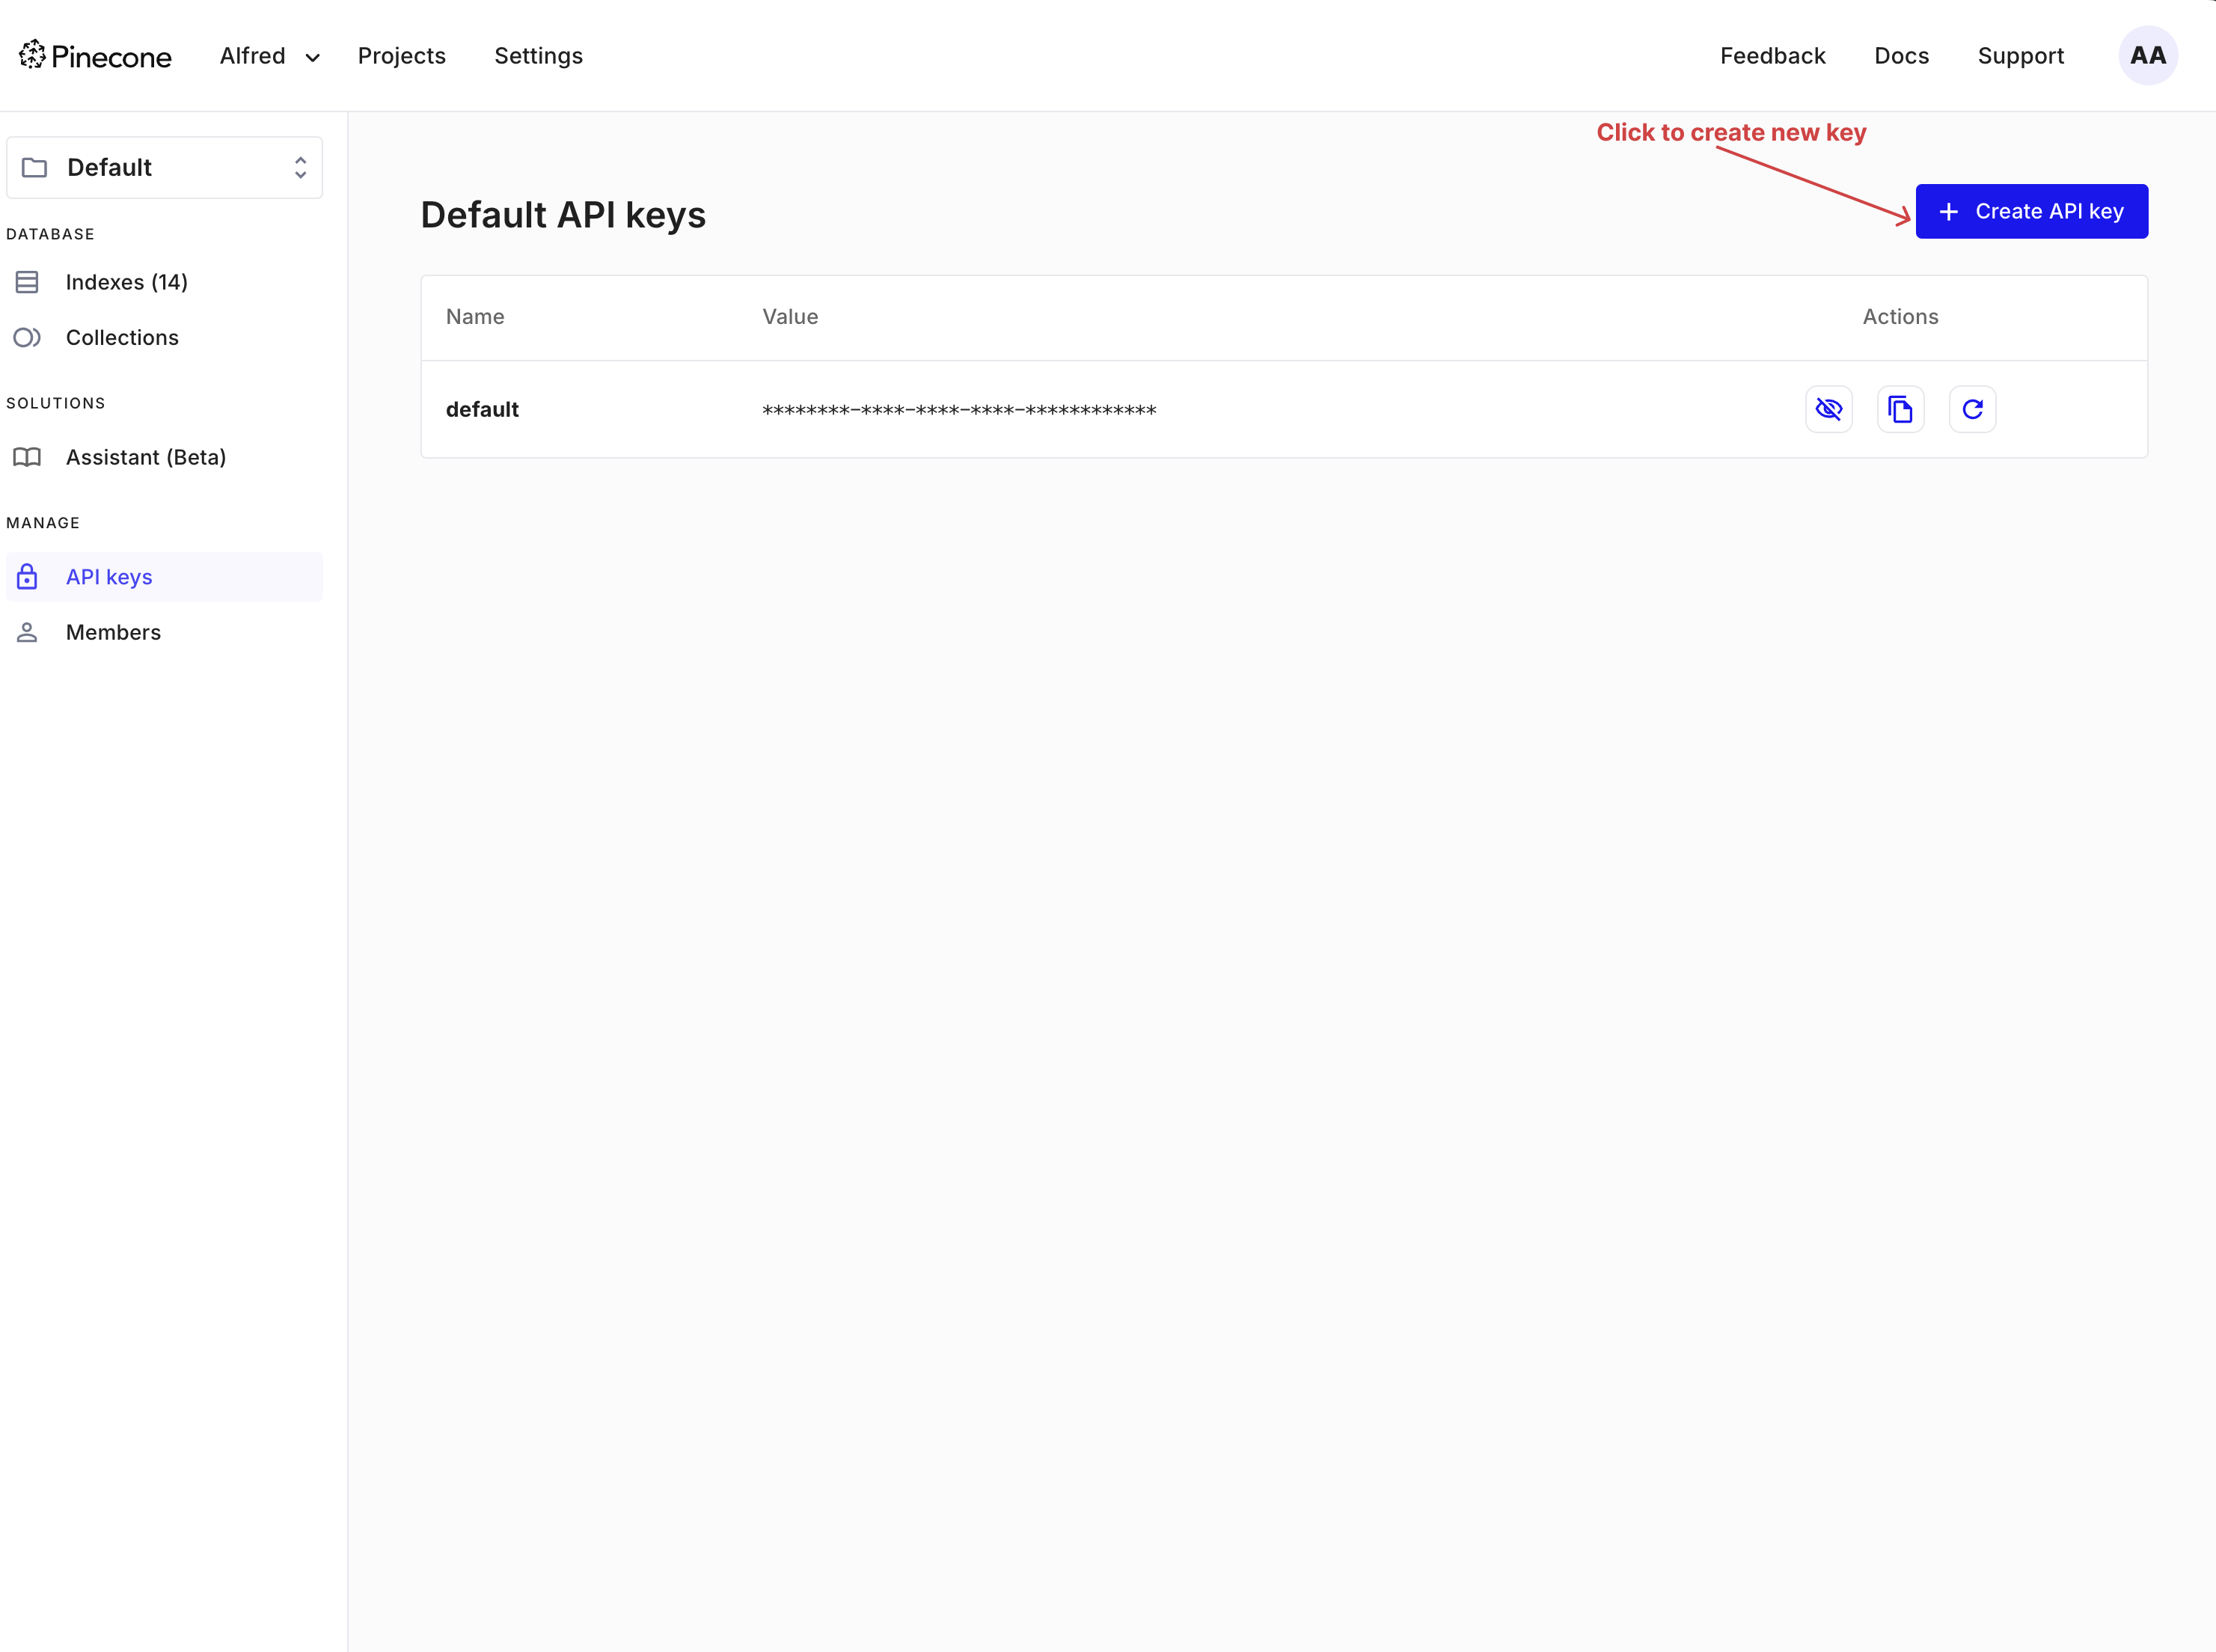 Pinecone Alfred Projects Settings Feedback Docs Support AA
Click to create new key
Default
Default API keys
+ Create API key
DATABASE
Indexes (14)
Collections
SOLUTIONS
Assistant (Beta)
MANAGE
API keys
Members
Name Value Actions
default ********-****-****-****-************